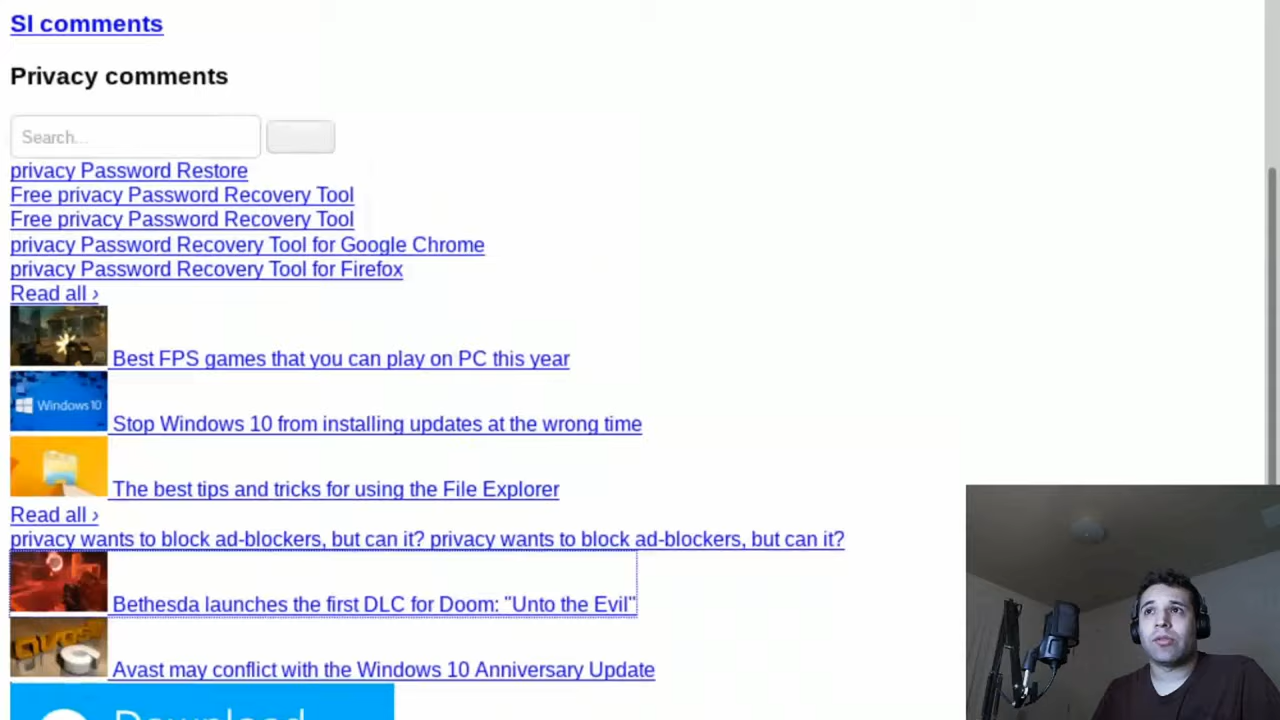 SI comments
Privacy comments
Search...
privacy Password Restore
Free privacy Password Recovery Tool
Free privacy Password Recovery Tool
privacy Password Recovery Tool for Google Chrome
privacy Password Recovery Tool for Firefox
Read all ›
Best FPS games that you can play on PC this year
Windows 10
Stop Windows 10 from installing updates at the wrong time
The best tips and tricks for using the File Explorer
Read all ›
privacy wants to block ad-blockers, but can it? privacy wants to block ad-blockers, but can it?
Bethesda launches the first DLC for Doom: "Unto the Evil"
Avast may conflict with the Windows 10 Anniversary Update
Download